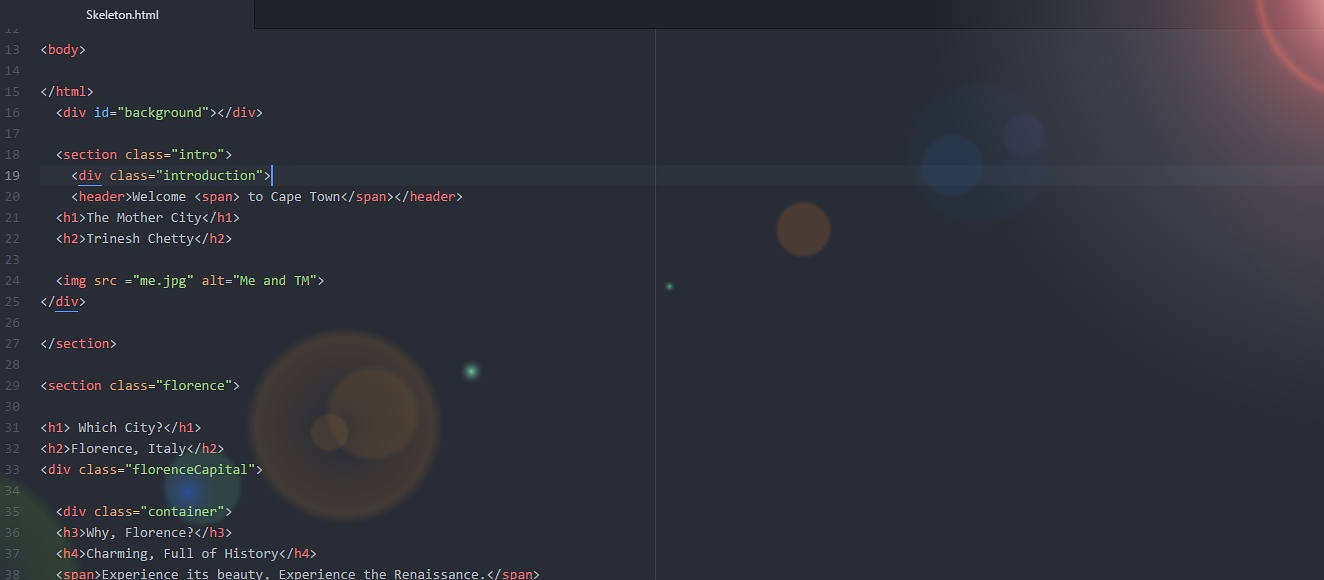 Skeleton.html
12
13 <body>
14
15 </html>
16 <div id="background"></div>
17
18 <section class="intro">
19 <div class="introduction">
20 <header>Welcome <span> to Cape Town</span></header>
21 <h1>The Mother City</h1>
22 <h2>Trinesh Chetty</h2>
23
24 <img src ="me.jpg" alt="Me and TM">
25 </div>
26
27 </section>
28
29 <section class="florence">
30
31 <h1> Which City?</h1>
32 <h2>Florence, Italy</h2>
33 <div class="florenceCapital">
34
35 <div class="container">
36 <h3>Why, Florence?</h3>
37 <h4>Charming, Full of History</h4>
38 <span>Experience its beauty, Experience the Renaissance.</span>